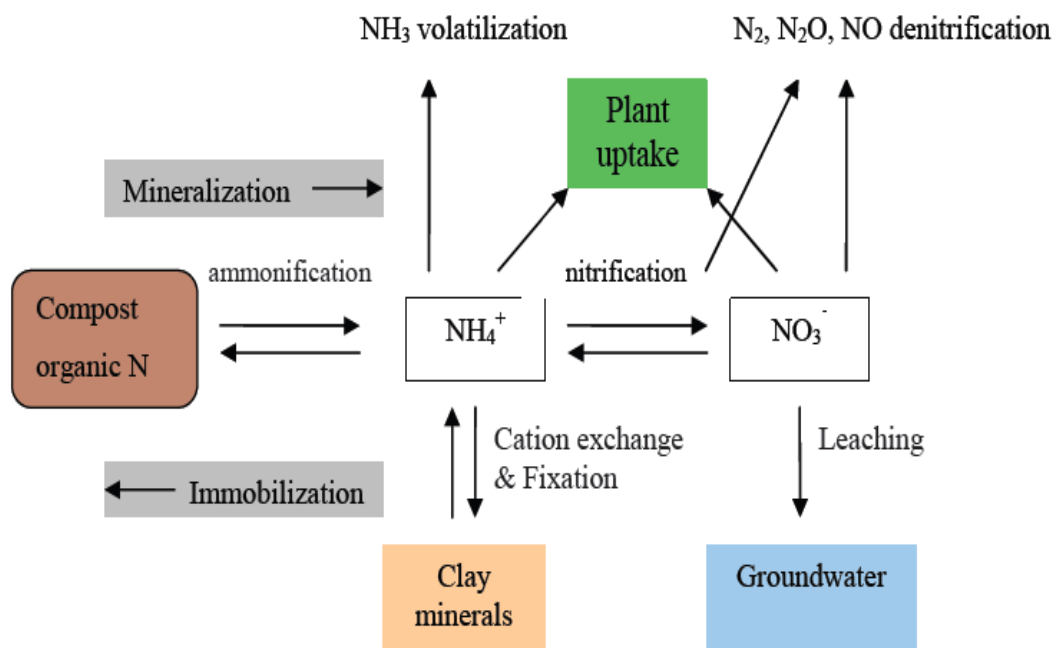 NH₃ volatilization
N₂, N₂O, NO denitrification
Plant
uptake
Mineralization
ammonification
nitrification
Compost
organic N
NH₄⁺
NO₃⁻
Cation exchange
& Fixation
Leaching
Immobilization
Clay
minerals
Groundwater